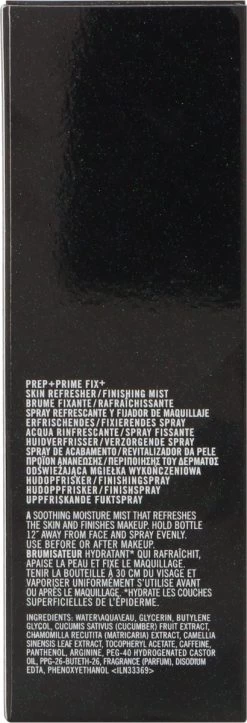 PREP+PRIME FIX+
SKIN REFRESHER/FINISHING MIST
BRUME FIXANTE/RAFRAÎCHISSANTE
SPRAY REFRESCANTE Y FIJADOR DE MAQUILLAJE
ERFRISCHENDES/FIXIERENDES SPRAY
ACQUA RINFRESCANTE/SPRAY FISSANTE
HUIDVERFRISSER/VERZORGENDE SPRAY
SPRAY DE ACABAMENTO/REVITALIZADOR DA PELE
ΠΡΟΪΟΝ ΑΝΑΝΕΩΣΗΣ/ΠΕΡΙΠΟΙΗΣΗΣ ΤΟΥ ΔΕΡΜΑΤΟΣ
ODŚWIEŻAJĄCA MGIEŁKA WYKOŃCZENIOWA
HUDOPFRISKER/FINISHINGSPRAY
HUDOPPFRISKER/FINISHSPRAY
UPPFRISKANDE FUKTSPRAY
A SOOTHING MOISTURE MIST THAT REFRESHES
THE SKIN AND FINISHES MAKEUP. HOLD BOTTLE
12" AWAY FROM FACE AND SPRAY EVENLY.
USE BEFORE OR AFTER MAKEUP.
BRUMISATEUR HYDRATANT* QUI RAFRAÎCHIT,
APAISE LA PEAU ET FIXE LE MAQUILLAGE.
TENIR LA BOUTEILLE À 30 CM DU VISAGE ET
VAPORISER UNIFORMÉMENT S'UTILISE AVANT
OU APRÈS LE MAQUILLAGE. *HYDRATE LES COUCHES
SUPERFICIELLES DE L'ÉPIDERME.
INGREDIENTS: WATER\AQUA\EAU, GLYCERIN, BUTYLENE
GLYCOL, CUCUMIS SATIVUS (CUCUMBER) FRUIT EXTRACT,
CHAMOMILLA RECUTITA (MATRICARIA) EXTRACT, CAMELLIA
SINENSIS LEAF EXTRACT, TOCOPHERYL ACETATE, CAFFEINE,
PANTHENOL, ARGININE, PEG-40 HYDROGENATED CASTOR
OIL, PPG-26-BUTETH-26, FRAGRANCE (PARFUM), DISODIUM
EDTA, PHENOXYETHANOL <ILN33369>